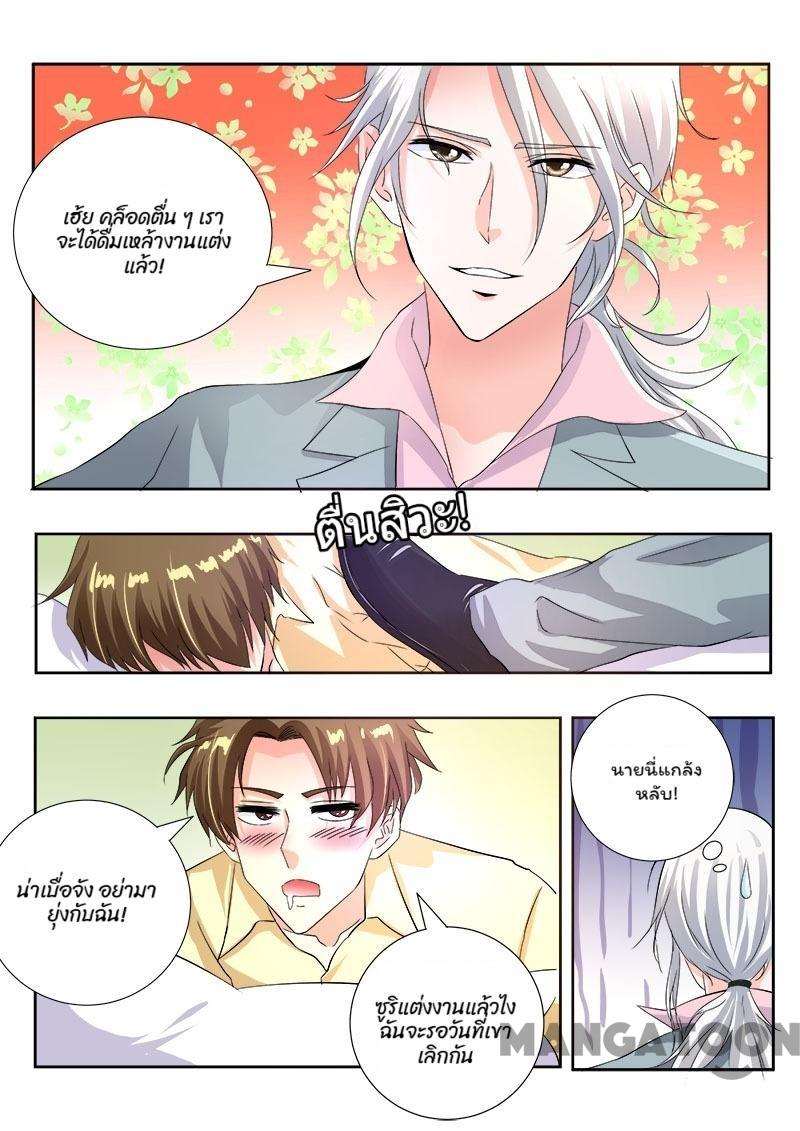 เฮ้ย คล็อดตื่น ๆ เรา
จะได้ดื่มเหล้างานแต่ง
แล้ว!
ตื่นสิวะ!
น่าเบื่อจัง อย่ามา
ยุ่งกับฉัน!
ซูริแต่งงานแล้วไง
ฉันจะรอวันที่เขา
เลิกกัน
นายนี่แกล้ง
หลับ!
MANGATOON